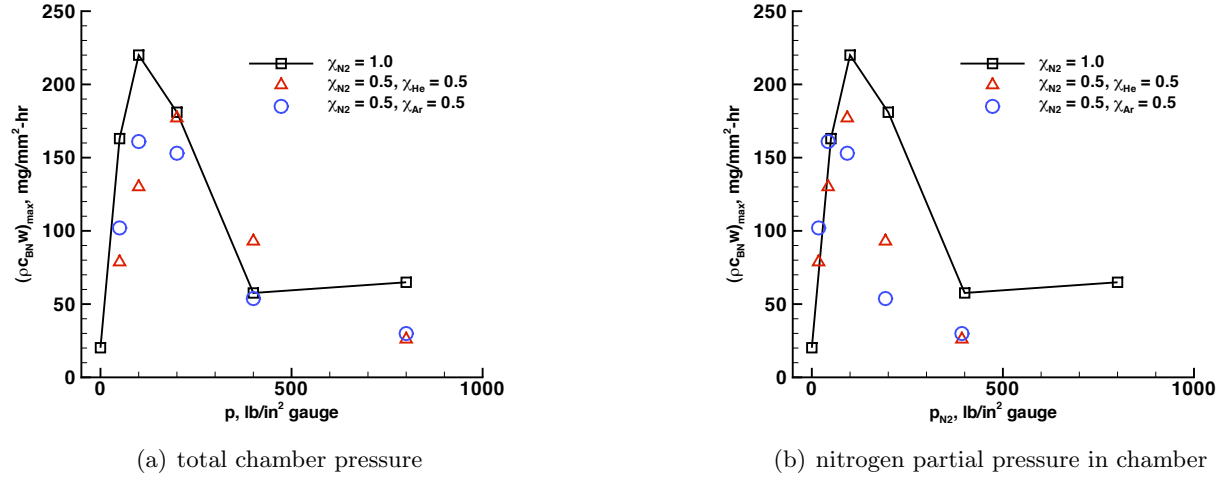 250
200
150
100
50
0
(ρc_BN w)_max, mg/mm²-hr
χ_N2 = 1.0
χ_N2 = 0.5, χ_He = 0.5
χ_N2 = 0.5, χ_Ar = 0.5
0 500 1000
p, lb/in² gauge
(a) total chamber pressure
250
200
150
100
50
0
(ρc_BN w)_max, mg/mm²-hr
χ_N2 = 1.0
χ_N2 = 0.5, χ_He = 0.5
χ_N2 = 0.5, χ_Ar = 0.5
0 500 1000
p_N2, lb/in² gauge
(b) nitrogen partial pressure in chamber